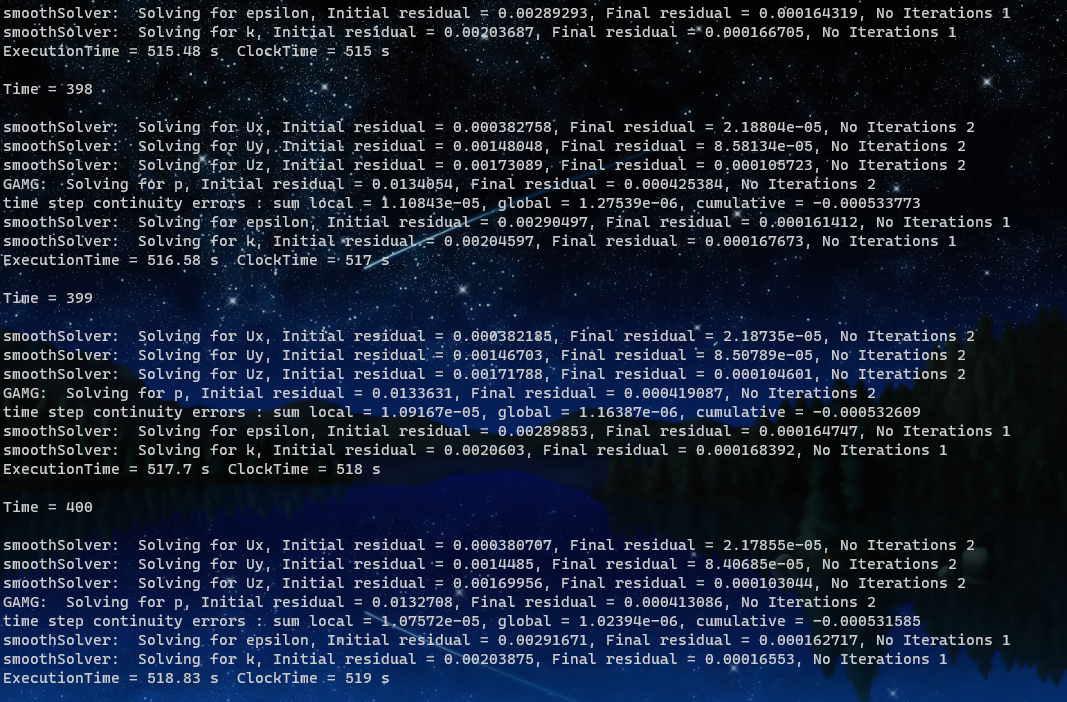 smoothSolver:  Solving for epsilon, Initial residual = 0.00289293, Final residual = 0.000164319, No Iterations 1
smoothSolver:  Solving for k, Initial residual = 0.00203687, Final residual = 0.000166705, No Iterations 1
ExecutionTime = 515.48 s  ClockTime = 515 s
Time = 398
smoothSolver:  Solving for Ux, Initial residual = 0.000382758, Final residual = 2.18804e-05, No Iterations 2
smoothSolver:  Solving for Uy, Initial residual = 0.00148048, Final residual = 8.58134e-05, No Iterations 2
smoothSolver:  Solving for Uz, Initial residual = 0.00173089, Final residual = 0.000105723, No Iterations 2
GAMG:  Solving for p, Initial residual = 0.0134054, Final residual = 0.000425384, No Iterations 2
time step continuity errors : sum local = 1.10843e-05, global = 1.27539e-06, cumulative = -0.000533773
smoothSolver:  Solving for epsilon, Initial residual = 0.00290497, Final residual = 0.000161412, No Iterations 1
smoothSolver:  Solving for k, Initial residual = 0.00204597, Final residual = 0.000167673, No Iterations 1
ExecutionTime = 516.58 s  ClockTime = 517 s
Time = 399
smoothSolver:  Solving for Ux, Initial residual = 0.000382185, Final residual = 2.18735e-05, No Iterations 2
smoothSolver:  Solving for Uy, Initial residual = 0.00146703, Final residual = 8.50789e-05, No Iterations 2
smoothSolver:  Solving for Uz, Initial residual = 0.00171788, Final residual = 0.000104601, No Iterations 2
GAMG:  Solving for p, Initial residual = 0.0133631, Final residual = 0.000419087, No Iterations 2
time step continuity errors : sum local = 1.09167e-05, global = 1.16387e-06, cumulative = -0.000532609
smoothSolver:  Solving for epsilon, Initial residual = 0.00289853, Final residual = 0.000164747, No Iterations 1
smoothSolver:  Solving for k, Initial residual = 0.0020603, Final residual = 0.000168392, No Iterations 1
ExecutionTime = 517.7 s  ClockTime = 518 s
Time = 400
smoothSolver:  Solving for Ux, Initial residual = 0.000380707, Final residual = 2.17855e-05, No Iterations 2
smoothSolver:  Solving for Uy, Initial residual = 0.0014485, Final residual = 8.40685e-05, No Iterations 2
smoothSolver:  Solving for Uz, Initial residual = 0.00169956, Final residual = 0.000103044, No Iterations 2
GAMG:  Solving for p, Initial residual = 0.0132708, Final residual = 0.000413086, No Iterations 2
time step continuity errors : sum local = 1.07572e-05, global = 1.02394e-06, cumulative = -0.000531585
smoothSolver:  Solving for epsilon, Initial residual = 0.00291671, Final residual = 0.000162717, No Iterations 1
smoothSolver:  Solving for k, Initial residual = 0.00203875, Final residual = 0.00016553, No Iterations 1
ExecutionTime = 518.83 s  ClockTime = 519 s